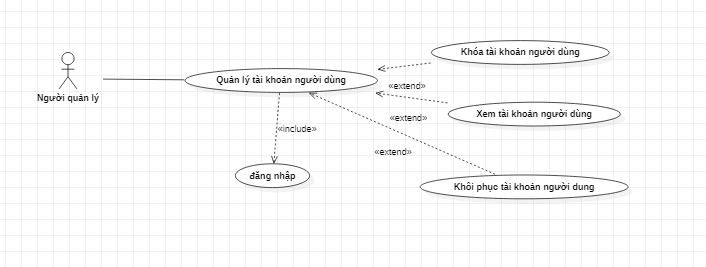 Khóa tài khoản người dùng
Quản lý tài khoản người dùng
«extend»
Người quản lý
Xem tài khoản người dùng
«extend»
«include»
«extend»
đăng nhập
Khôi phục tài khoản người dung